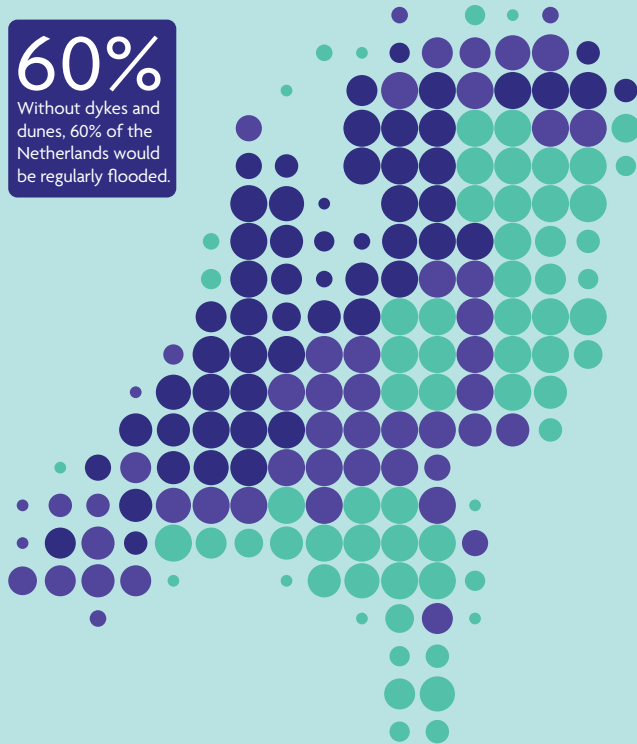 60%
Without dykes and
dunes, 60% of the
Netherlands would
be regularly flooded.